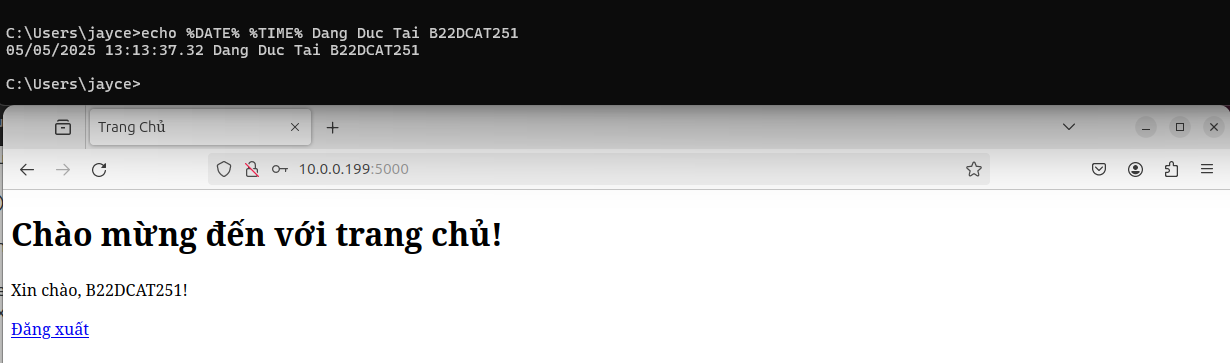 C:\Users\jayce>echo %DATE% %TIME% Dang Duc Tai B22DCAT251
05/05/2025 13:13:37.32 Dang Duc Tai B22DCAT251
C:\Users\jayce>
Trang Chủ
10.0.0.199:5000
Chào mừng đến với trang chủ!
Xin chào, B22DCAT251!
Đăng xuất